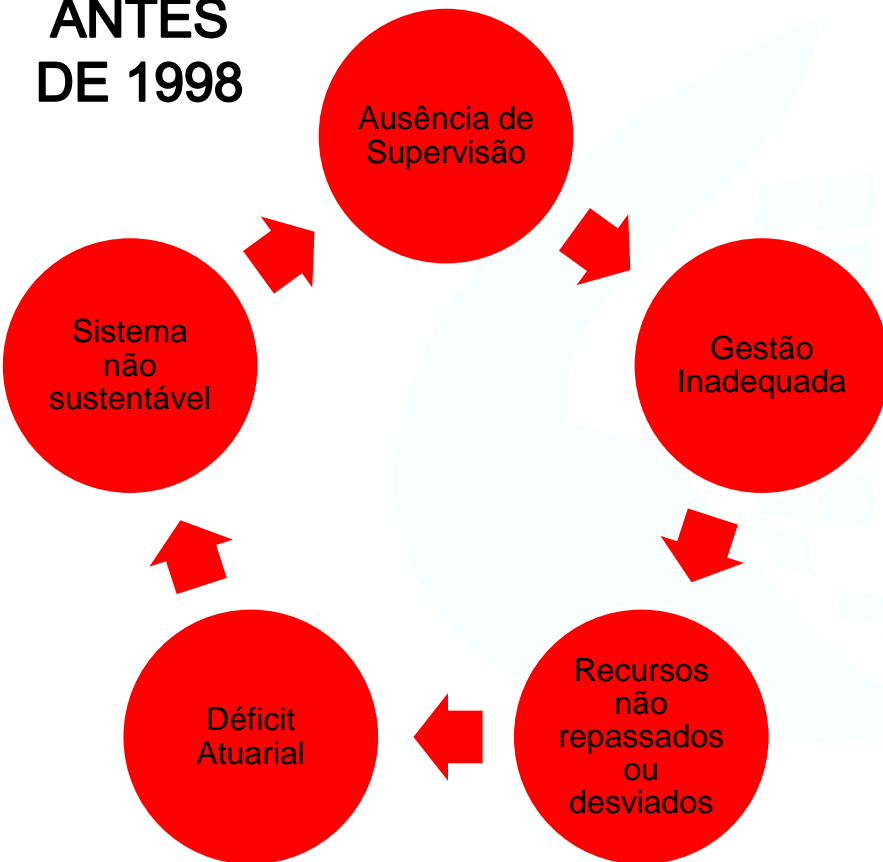 ANTES
DE 1998
Ausência de
Supervisão
Gestão
Inadequada
Recursos
não
repassados
ou
desviados
Déficit
Atuarial
Sistema
não
sustentável